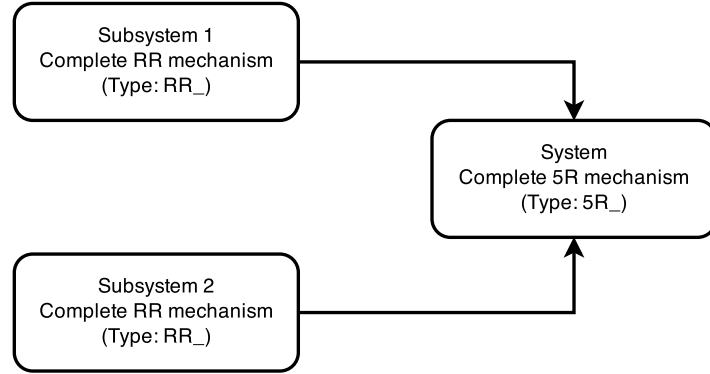 Subsystem 1
Complete RR mechanism
(Type: RR_)
System
Complete 5R mechanism
(Type: 5R_)
Subsystem 2
Complete RR mechanism
(Type: RR_)